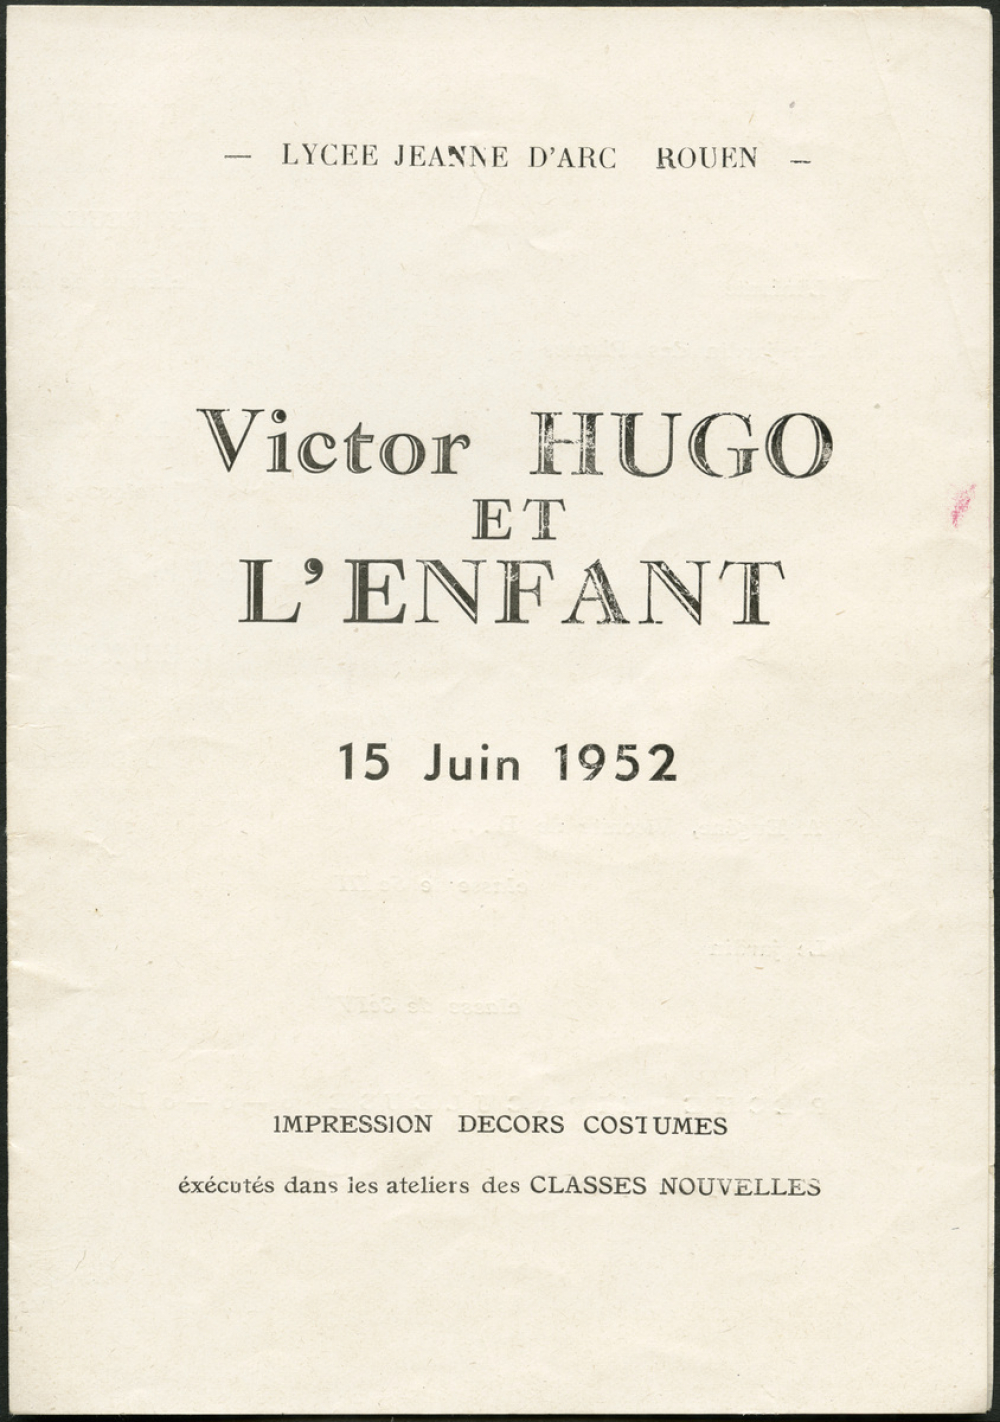 — LYCEE JEANNE D'ARC ROUEN —
Victor HUGO
ET
L'ENFANT
15 Juin 1952
IMPRESSION DECORS COSTUMES
éxécutés dans les ateliers des CLASSES NOUVELLES